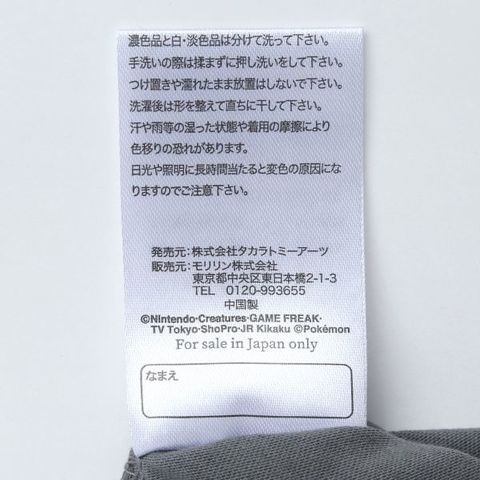 濃色品と白・淡色品は分けて洗って下さい。
手洗いの際は揉まずに押し洗いをして下さい。
つけ置きや濡れたまま放置はしないで下さい。
洗濯後は形を整えて直ちに干して下さい。
汗や雨等の湿った状態や着用の摩擦により
色移りの恐れがあります。
日光や照明に長時間当たると変色の原因にな
りますのでご注意下さい。
発売元：株式会社タカラトミーアーツ
販売元：モリリン株式会社
東京都中央区東日本橋2-1-3
TEL 0120-993655
中国製
©Nintendo･Creatures･GAME FREAK･
TV Tokyo･ShoPro･JR Kikaku ©Pokémon
For sale in Japan only
なまえ